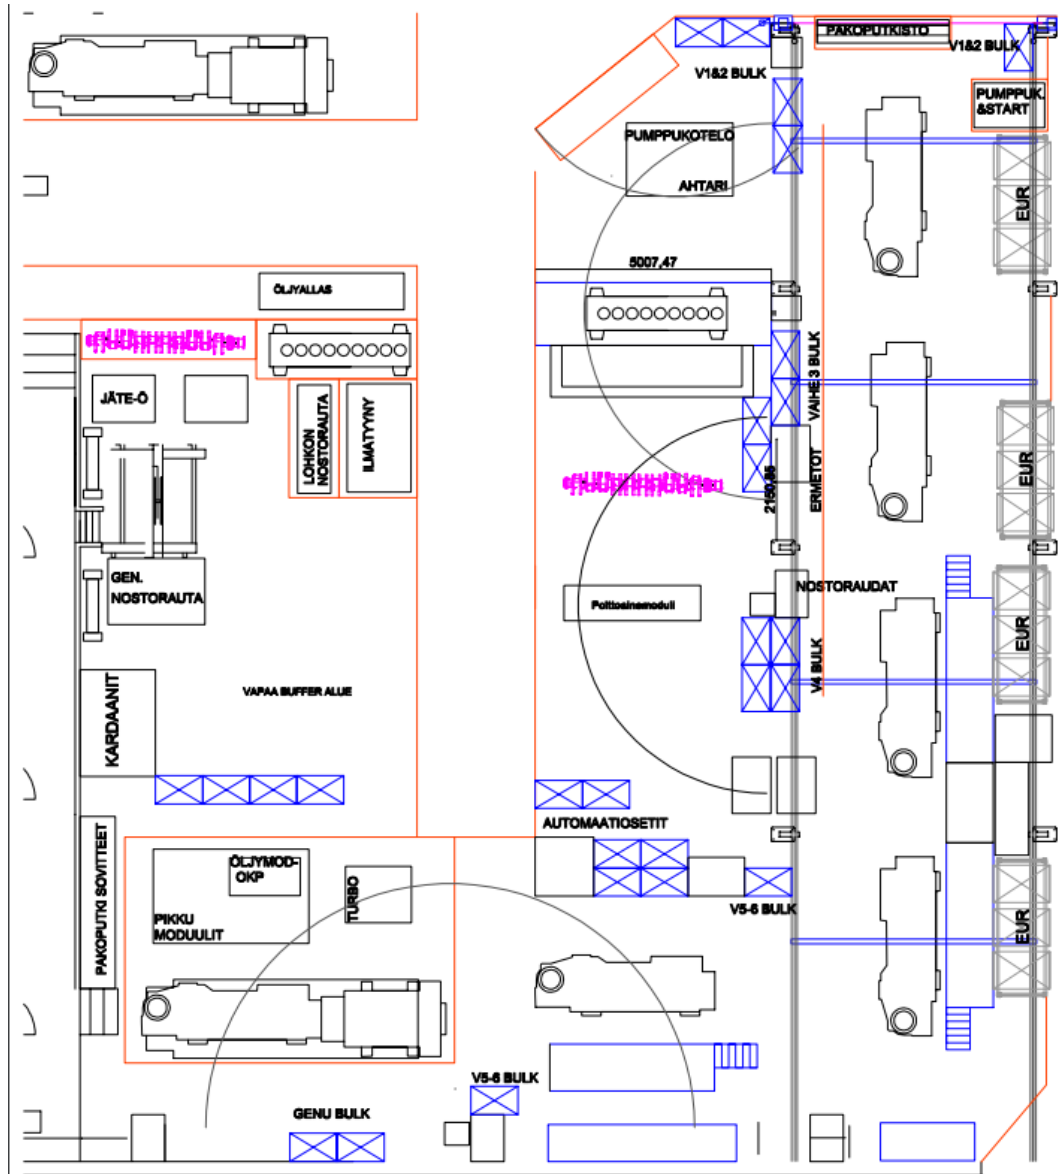 PAKOPUTKISTO
V1&2 BULK
V1&2 BULK
PUMPPUK.
&START
PUMPPUKOTELO
AHTARI
EUR
5007,47
ÖLJYALLAS
VAIHE 3 BULK
JÄTE-Ö
LOHKON
NOSTORAUTA
ILMATYYNY
2150,85
ERMETOT
EUR
GEN.
NOSTORAUTA
Polttoainemoduli
NOSTORAUDAT
EUR
V4 BULK
KARDAANIT
VAPAA BUFFER ALUE
AUTOMAATIOSETIT
PAKOPUTKI SOVITTEET
ÖLJYMOD-
OKP
TURBO
PIKKU
MODUULIT
V5-6 BULK
EUR
V5-6 BULK
GENU BULK